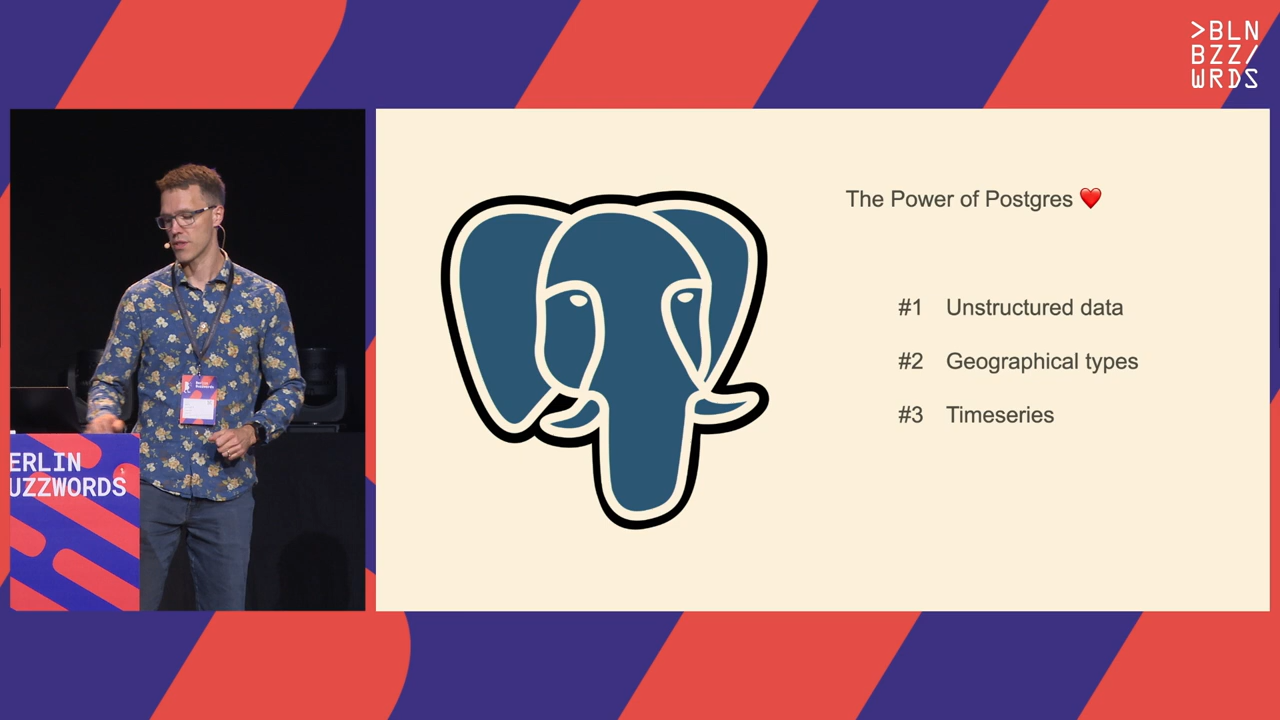 >BLN
BZZ/
WRDS
The Power of Postgres ❤️
#1 Unstructured data
#2 Geographical types
#3 Timeseries
ERLIN
UZZWORDS